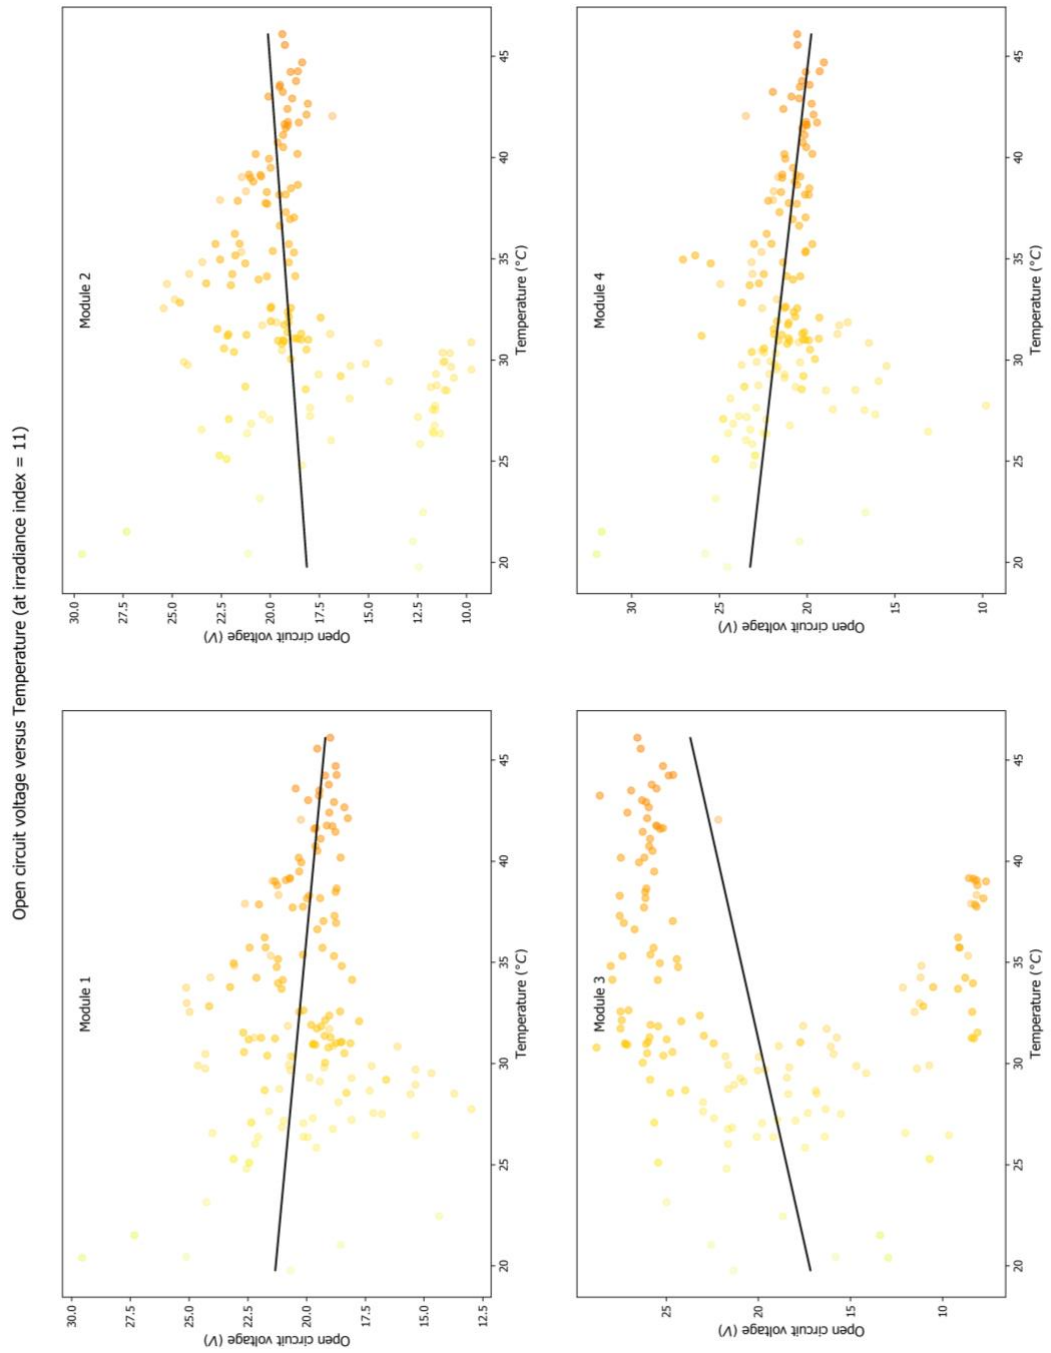 Open circuit voltage versus Temperature (at irradiance index = 11)
Module 1
30.0
27.5
25.0
22.5
20.0
17.5
15.0
12.5
Open circuit voltage (V)
20 25 30 35 40 45
Temperature (°C)
Module 2
30.0
27.5
25.0
22.5
20.0
17.5
15.0
12.5
10.0
Open circuit voltage (V)
20 25 30 35 40 45
Temperature (°C)
Module 3
25
20
15
10
Open circuit voltage (V)
20 25 30 35 40 45
Temperature (°C)
Module 4
30
25
20
15
10
Open circuit voltage (V)
20 25 30 35 40 45
Temperature (°C)